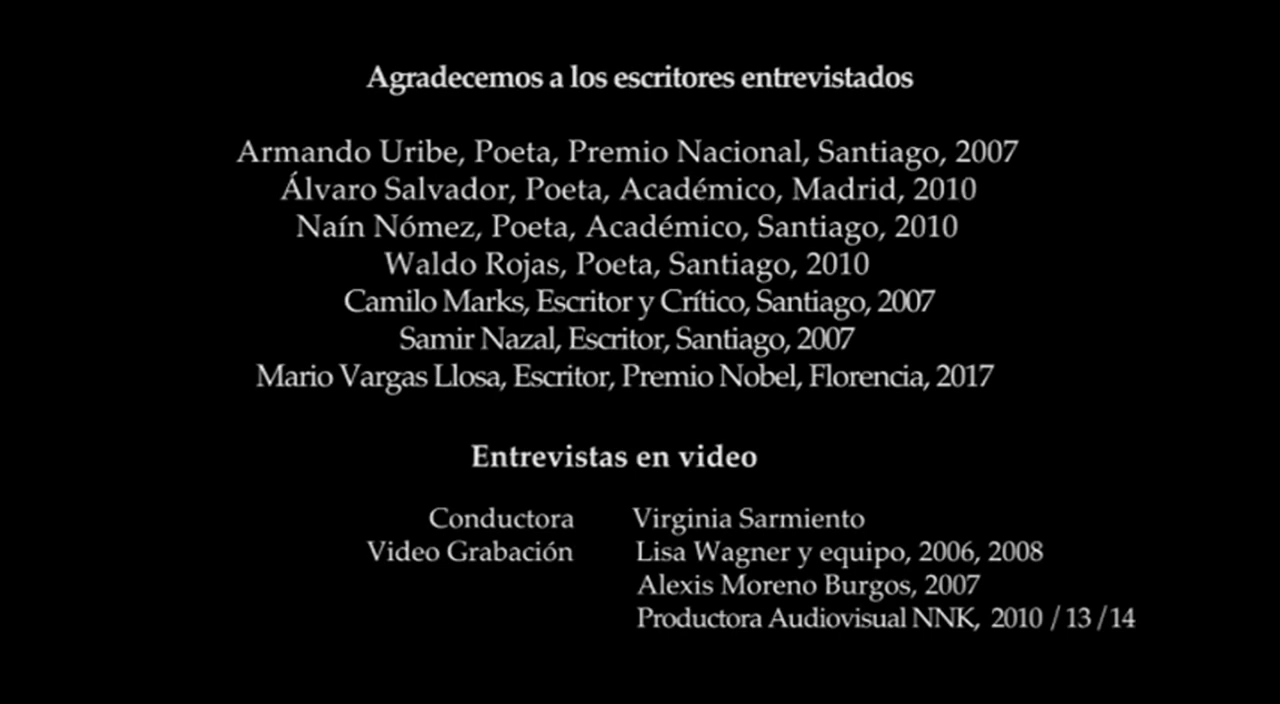 Agradecemos a los escritores entrevistados
Armando Uribe, Poeta, Premio Nacional, Santiago, 2007
Álvaro Salvador, Poeta, Académico, Madrid, 2010
Naín Nómez, Poeta, Académico, Santiago, 2010
Waldo Rojas, Poeta, Santiago, 2010
Camilo Marks, Escritor y Crítico, Santiago, 2007
Samir Nazal, Escritor, Santiago, 2007
Mario Vargas Llosa, Escritor, Premio Nobel, Florencia, 2017
Entrevistas en video
Conductora Virginia Sarmiento
Video Grabación Lisa Wagner y equipo, 2006, 2008
Alexis Moreno Burgos, 2007
Productora Audiovisual NNK, 2010 / 13 / 14